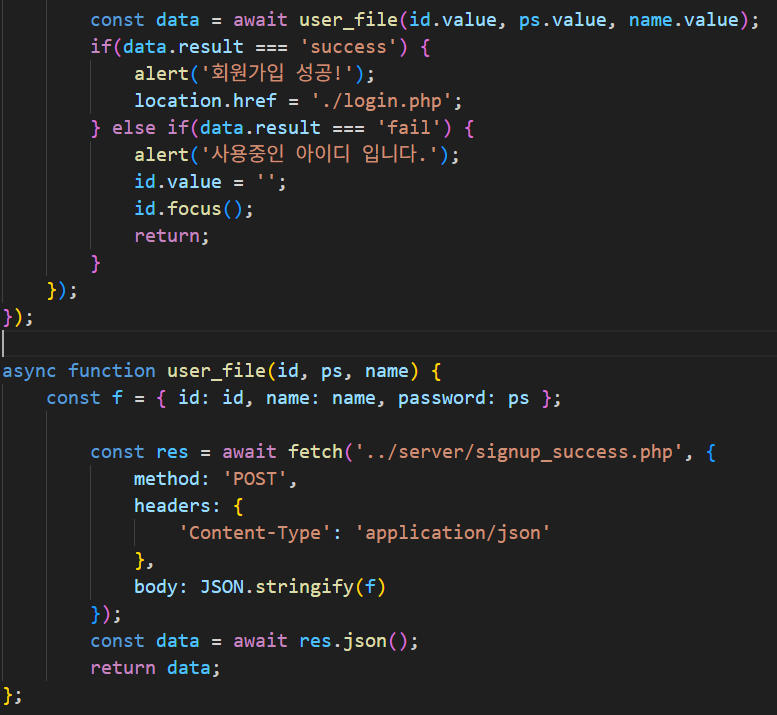 const data = await user_file(id.value, ps.value, name.value);
if(data.result === 'success') {
alert('회원가입 성공!');
location.href = './login.php';
} else if(data.result === 'fail') {
alert('사용중인 아이디 입니다.');
id.value = '';
id.focus();
return;
}
});
});
async function user_file(id, ps, name) {
const f = { id: id, name: name, password: ps };
const res = await fetch('../server/signup_success.php', {
method: 'POST',
headers: {
'Content-Type': 'application/json'
},
body: JSON.stringify(f)
});
const data = await res.json();
return data;
};